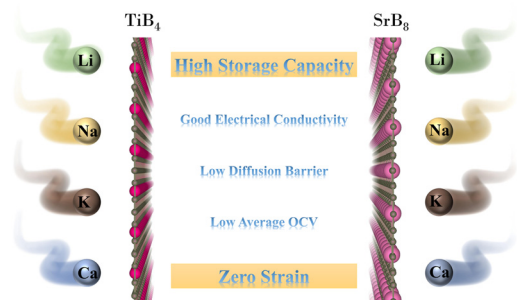 TiB₄
SrB₈
Li
High Storage Capacity
Li
Na
Good Electrical Conductivity
Na
K
Low Diffusion Barrier
K
Low Average OCV
Ca
Zero Strain
Ca